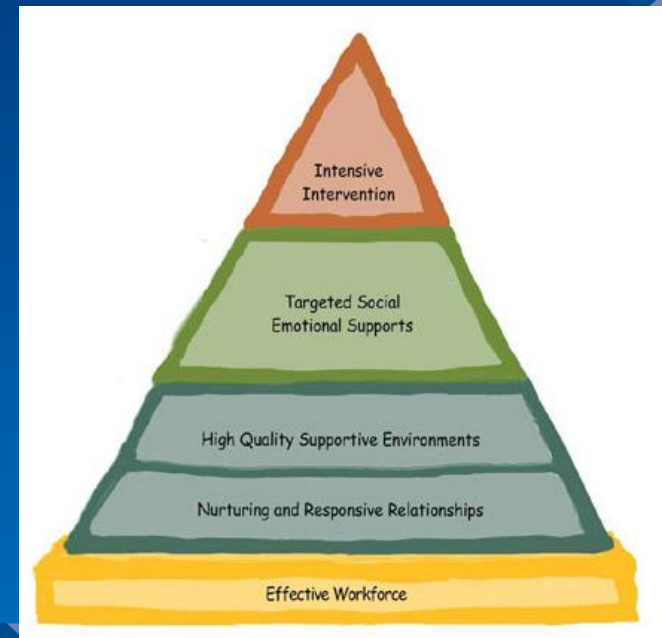 Intensive
Intervention
Targeted Social
Emotional Supports
High Quality Supportive Environments
Nurturing and Responsive Relationships
Effective Workforce